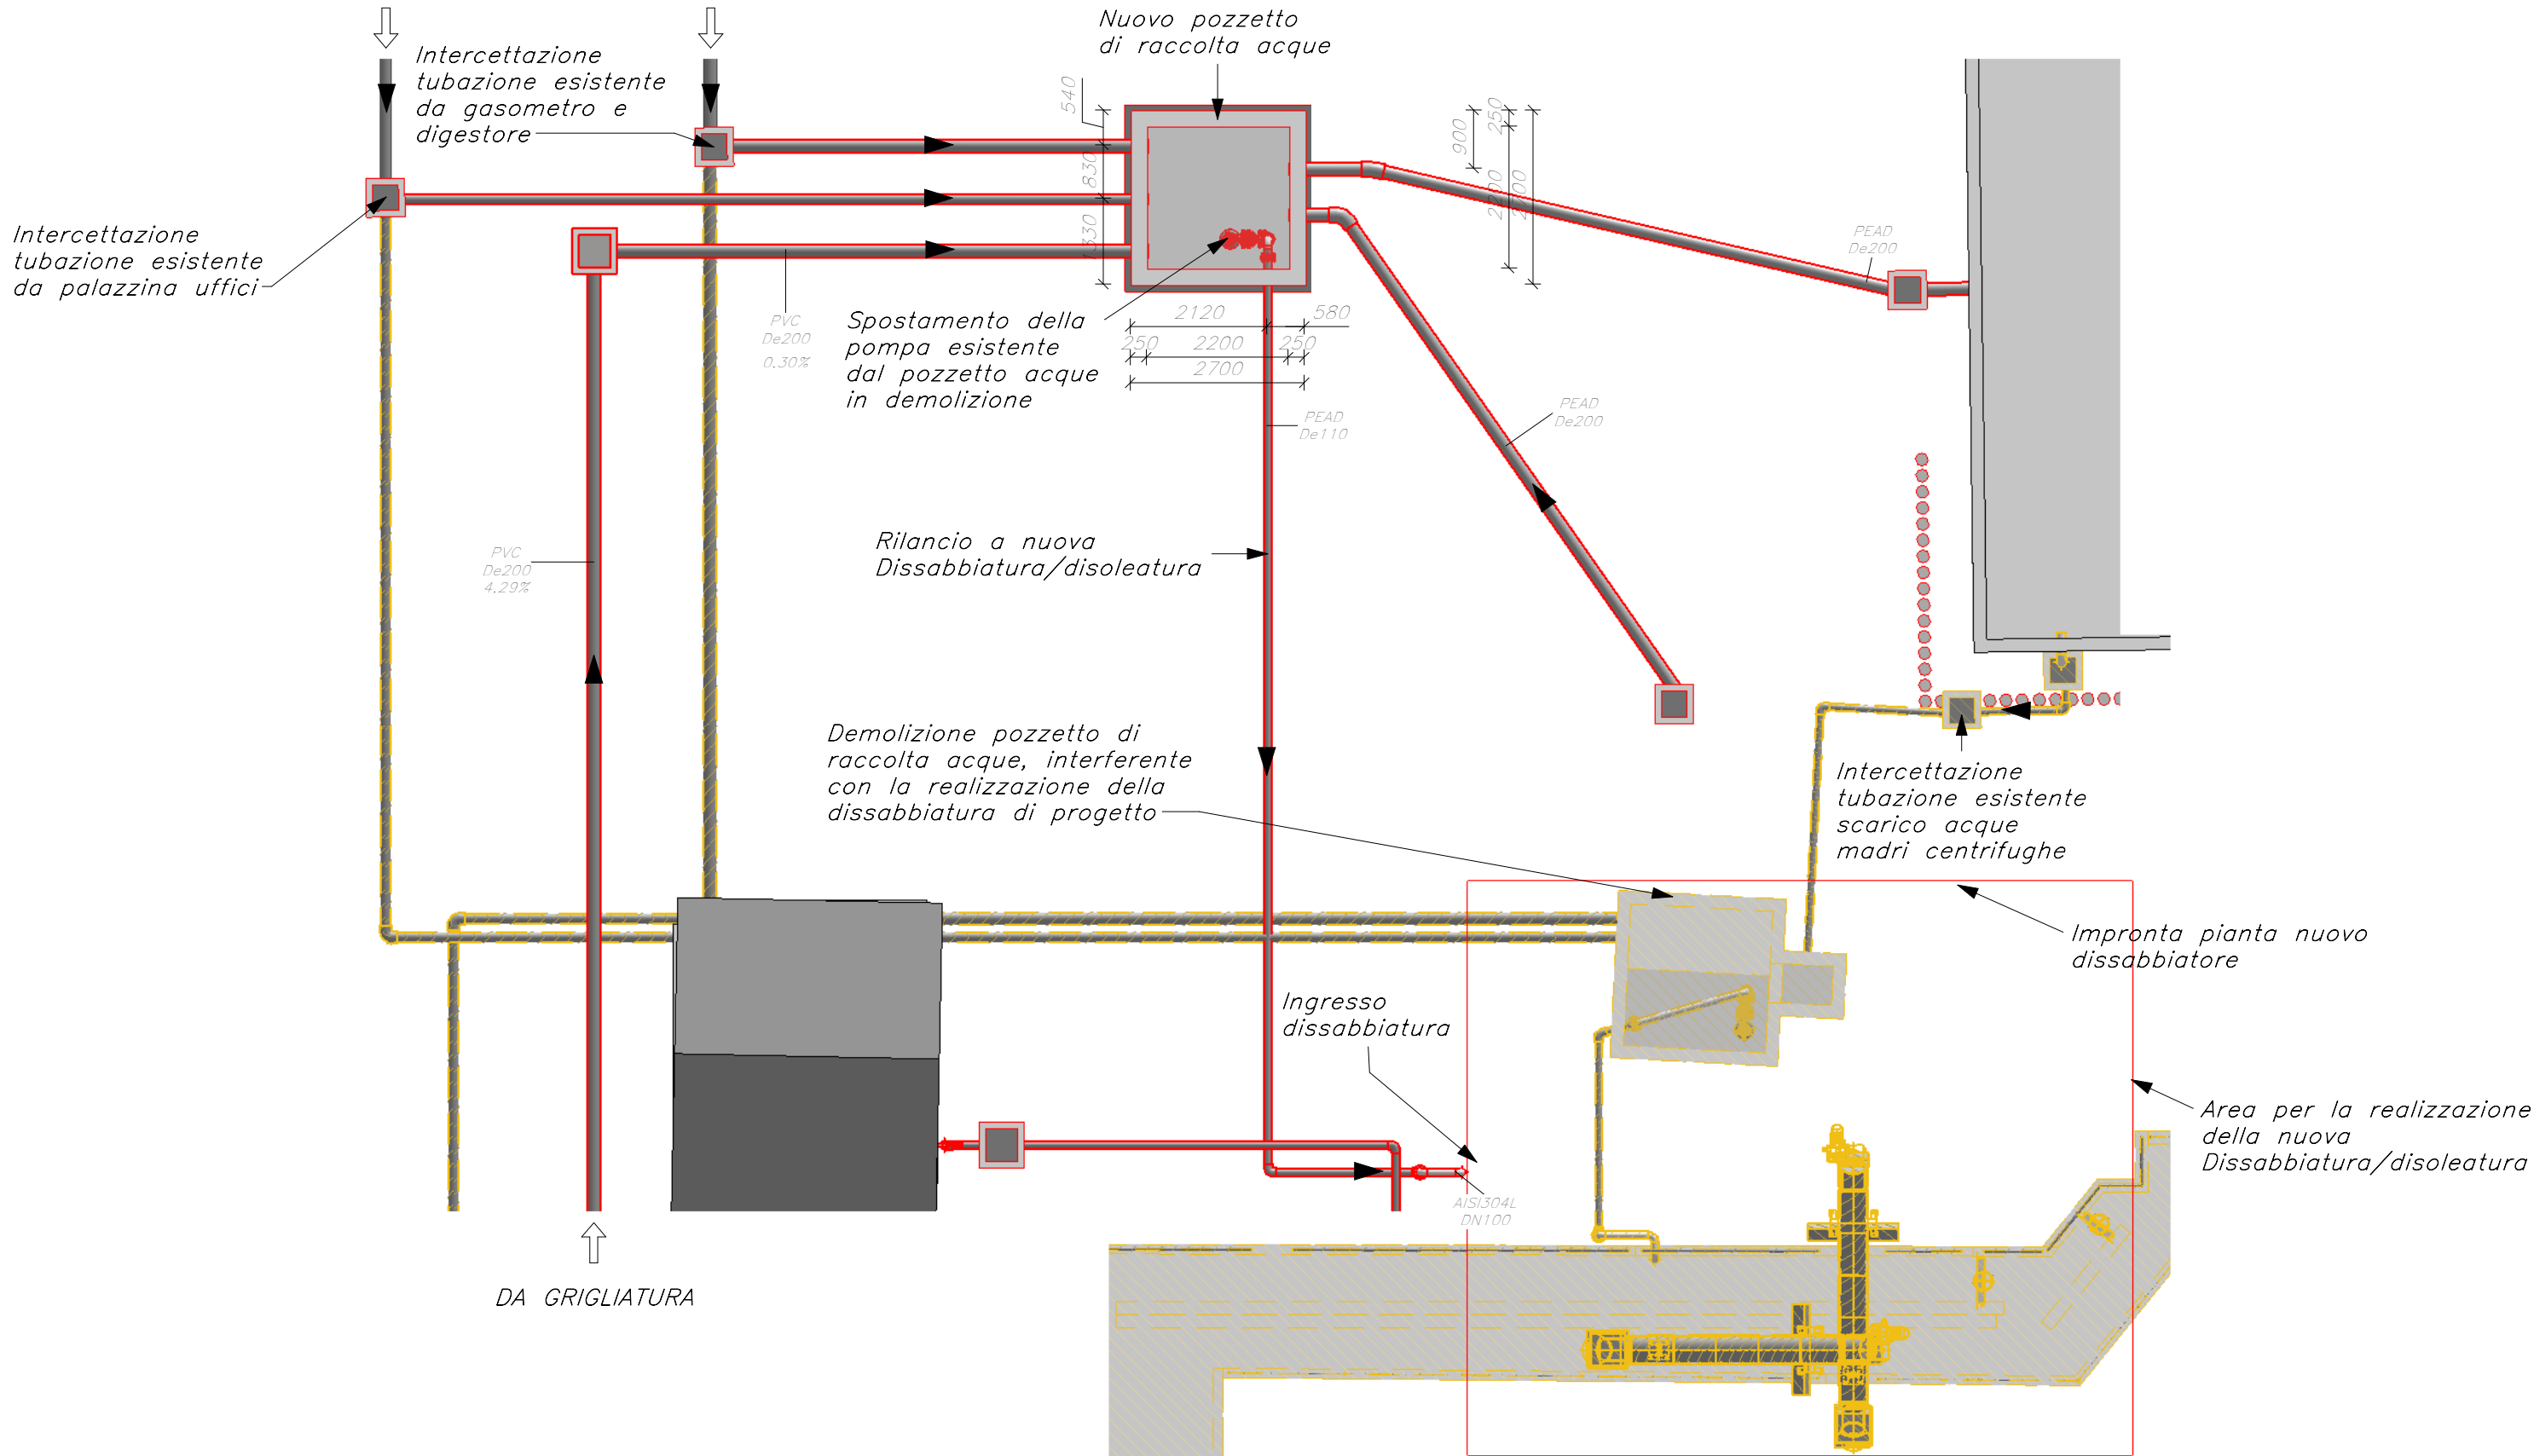 Nuovo pozzetto
di raccolta acque
Intercettazione
tubazione esistente
da gasometro e
digestore
540
830
1330
250
900
2200
2700
Intercettazione
tubazione esistente
da palazzina uffici
PEAD
De200
PVC
De200
0.30%
Spostamento della
pompa esistente
dal pozzetto acque
in demolizione
2120
580
250
2200
250
2700
PEAD
De110
PEAD
De200
Rilancio a nuova
Dissabbiatura/disoleatura
PVC
De200
4.29%
Demolizione pozzetto di
raccolta acque, interferente
con la realizzazione della
dissabbiatura di progetto
Intercettazione
tubazione esistente
scarico acque
madri centrifughe
Impronta pianta nuovo
dissabbiatore
Ingresso
dissabbiatura
Area per la realizzazione
della nuova
Dissabbiatura/disoleatura
AISI304L
DN100
DA GRIGLIATURA